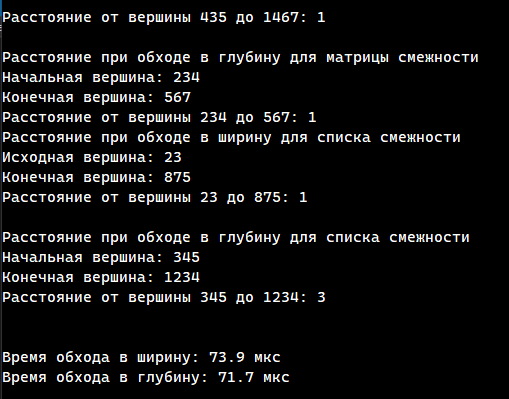 Расстояние от вершины 435 до 1467: 1
Расстояние при обходе в глубину для матрицы смежности
Начальная вершина: 234
Конечная вершина: 567
Расстояние от вершины 234 до 567: 1
Расстояние при обходе в ширину для списка смежности
Исходная вершина: 23
Конечная вершина: 875
Расстояние от вершины 23 до 875: 1
Расстояние при обходе в глубину для списка смежности
Начальная вершина: 345
Конечная вершина: 1234
Расстояние от вершины 345 до 1234: 3
Время обхода в ширину: 73.9 мкс
Время обхода в глубину: 71.7 мкс